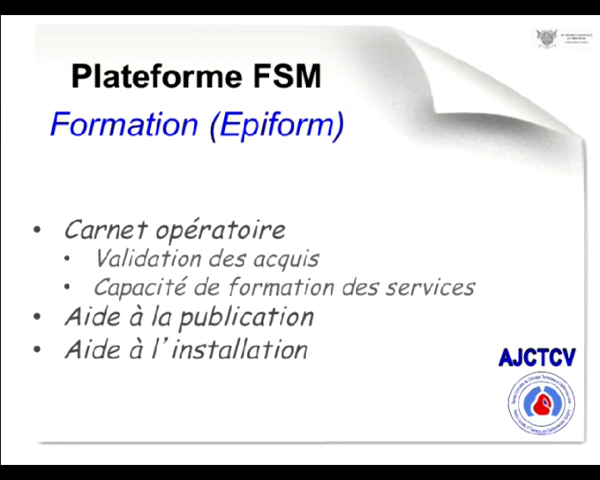 Plateforme FSM
Formation (Epiform)
• Carnet opératoire
• Validation des acquis
• Capacité de formation des services
• Aide à la publication
• Aide à l'installation
AJCTCV